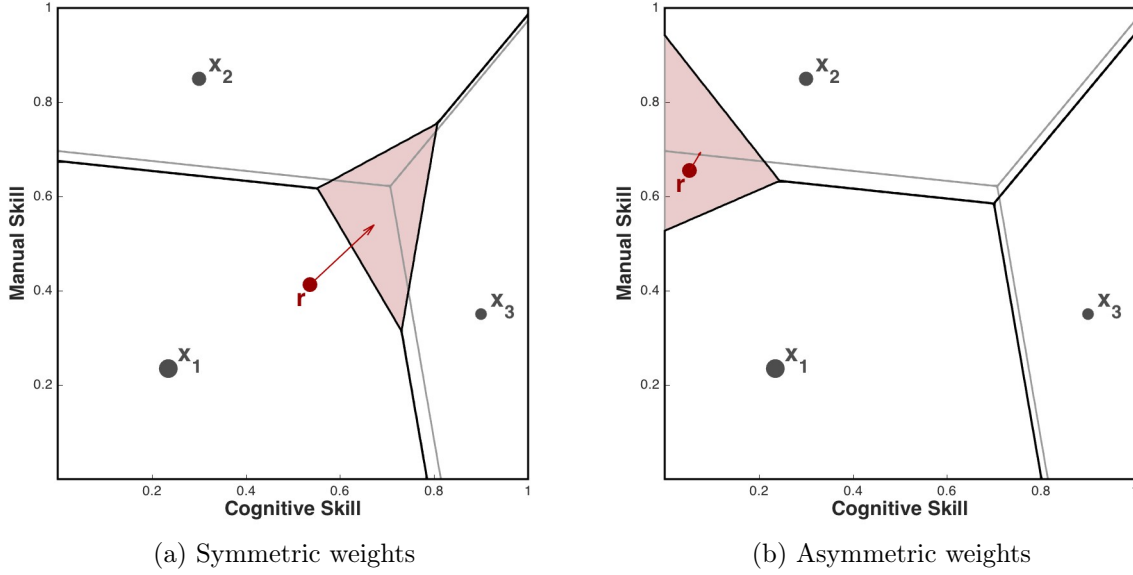 1
0.8
0.6
0.4
0.2
Manual Skill
x2
r
x3
x1
0.2 0.4 0.6 0.8 1
Cognitive Skill
(a) Symmetric weights
1
0.8
0.6
0.4
0.2
Manual Skill
x2
r
x3
x1
0.2 0.4 0.6 0.8 1
Cognitive Skill
(b) Asymmetric weights